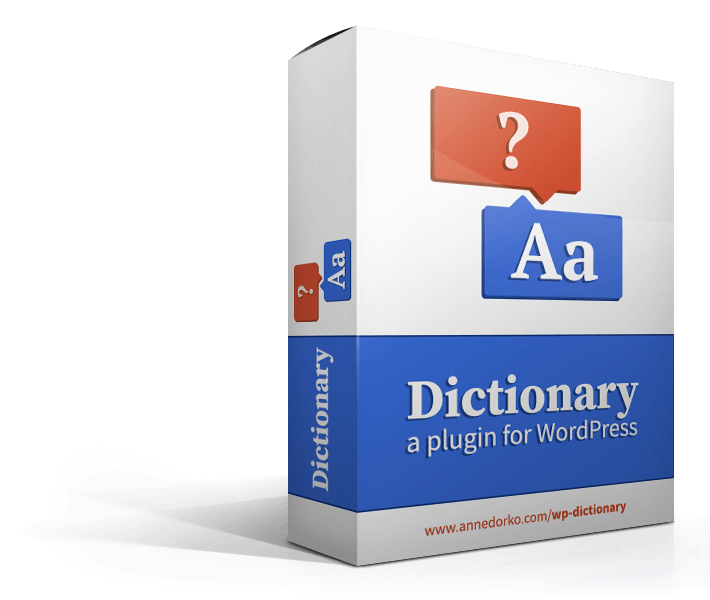 ?
Aa
Dictionary
a plugin for WordPress
www.annedorko.com/wp-dictionary
?
Aa
Dictionary